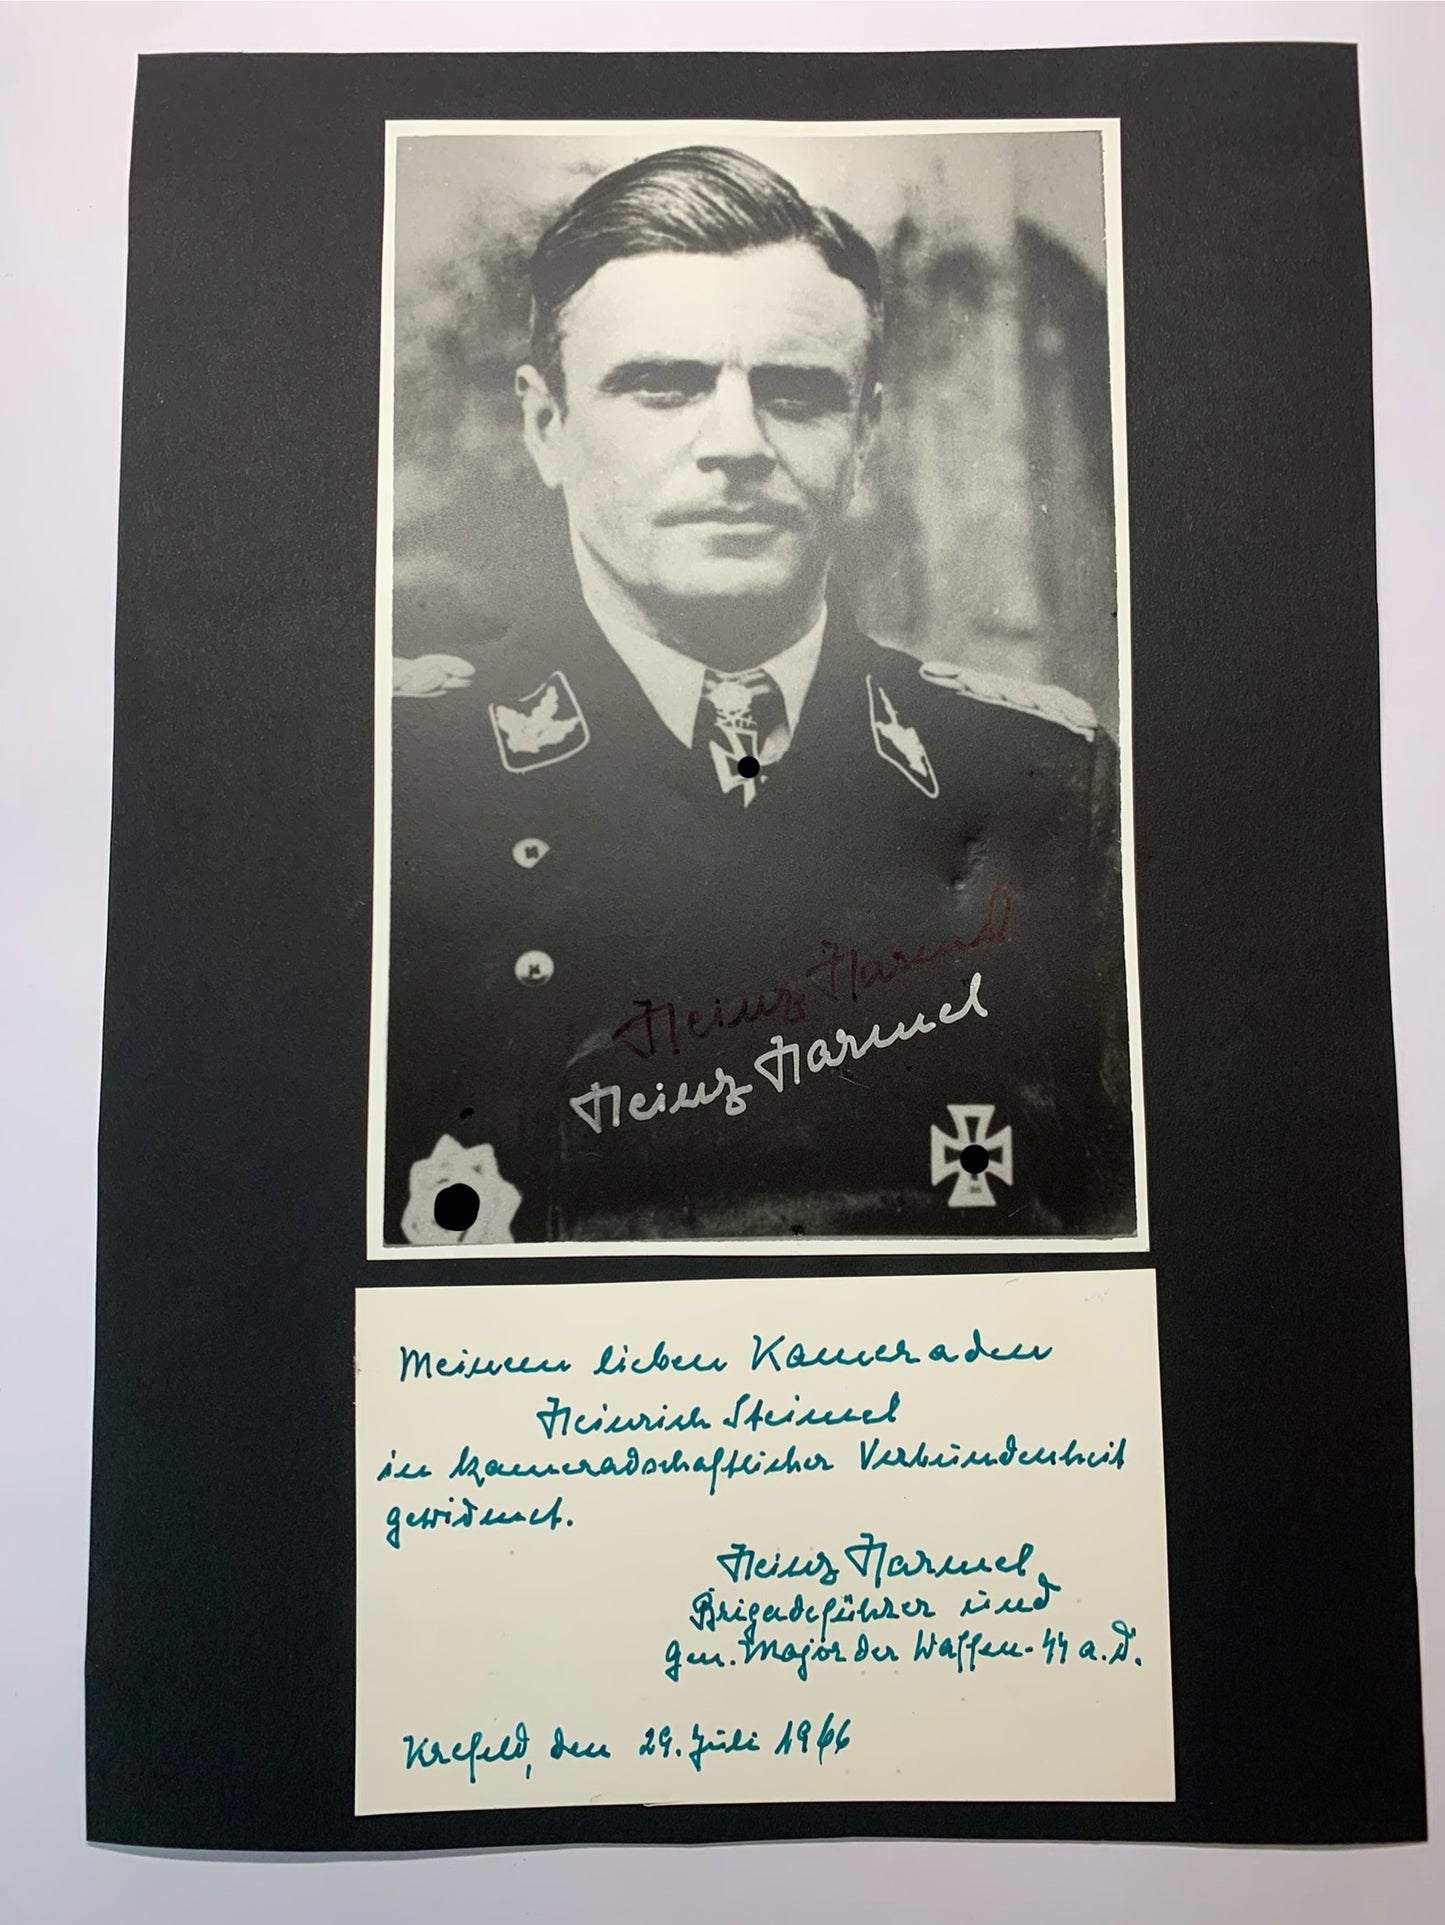 Heinz Harmel
Heinz Harmel
Meinem lieben Kameraden
Heinrich Steimel
in kameradschaftlicher Verbundenheit
gewidmet.
Heinz Harmel
Brigadeführer und
Gen. Major der Waffen-SS a.D.
Krefeld, den 29. Juli 1966